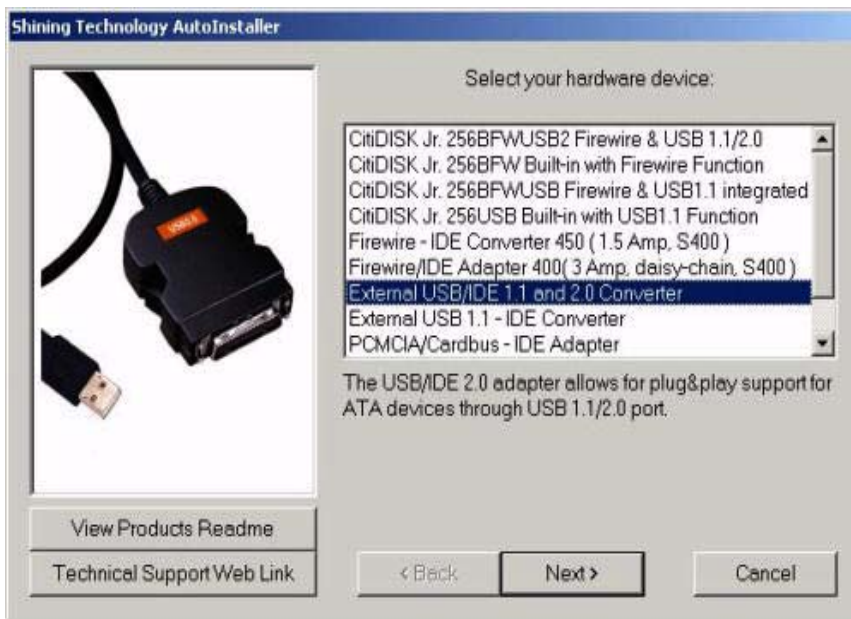 Shining Technology AutoInstaller
Select your hardware device:
CitiDISK Jr. 256BFWUSB2 Firewire & USB 1.1/2.0
CitiDISK Jr. 256BFW Built-in with Firewire Function
CitiDISK Jr. 256BFWUSB Firewire & USB1.1 integrated
CitiDISK Jr. 256USB Built-in with USB1.1 Function
Firewire - IDE Converter 450 ( 1.5 Amp, S400 )
Firewire/IDE Adapter 400( 3 Amp, daisy-chain, S400 )
External USB/IDE 1.1 and 2.0 Converter
External USB 1.1 - IDE Converter
PCMCIA/Cardbus - IDE Adapter
The USB/IDE 2.0 adapter allows for plug&play support for
ATA devices through USB 1.1/2.0 port.
USB2.0
View Products Readme
Technical Support Web Link
< Back
Next >
Cancel